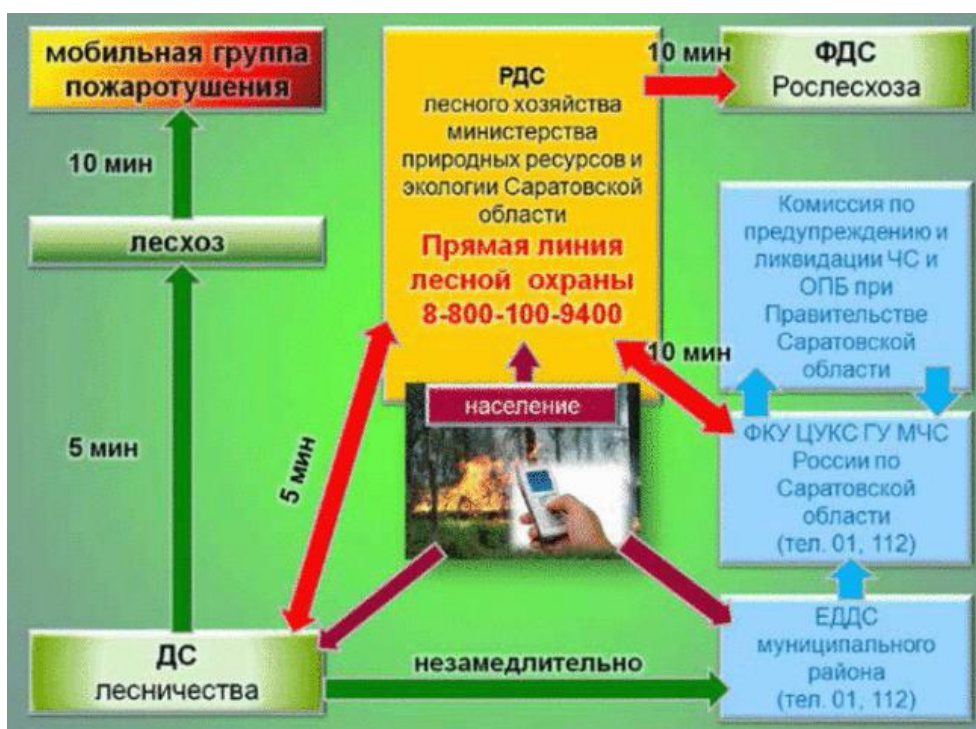 мобильная группа
пожаротушения
10 мин
лесхоз
5 мин
ДС
лесничества
РДС
лесного хозяйства
министерства
природных ресурсов и
экологии Саратовской
области
Прямая линия
лесной охраны
8-800-100-9400
население
5 мин
незамедлительно
10 мин
ФДС
Рослесхоза
Комиссия по
предупреждению и
ликвидации ЧС и
ОПБ при
Правительстве
Саратовской
области
10 мин
ФКУ ЦУКС ГУ МЧС
России по
Саратовской
области
(тел. 01, 112)
ЕДДС
муниципального
района
(тел. 01, 112)